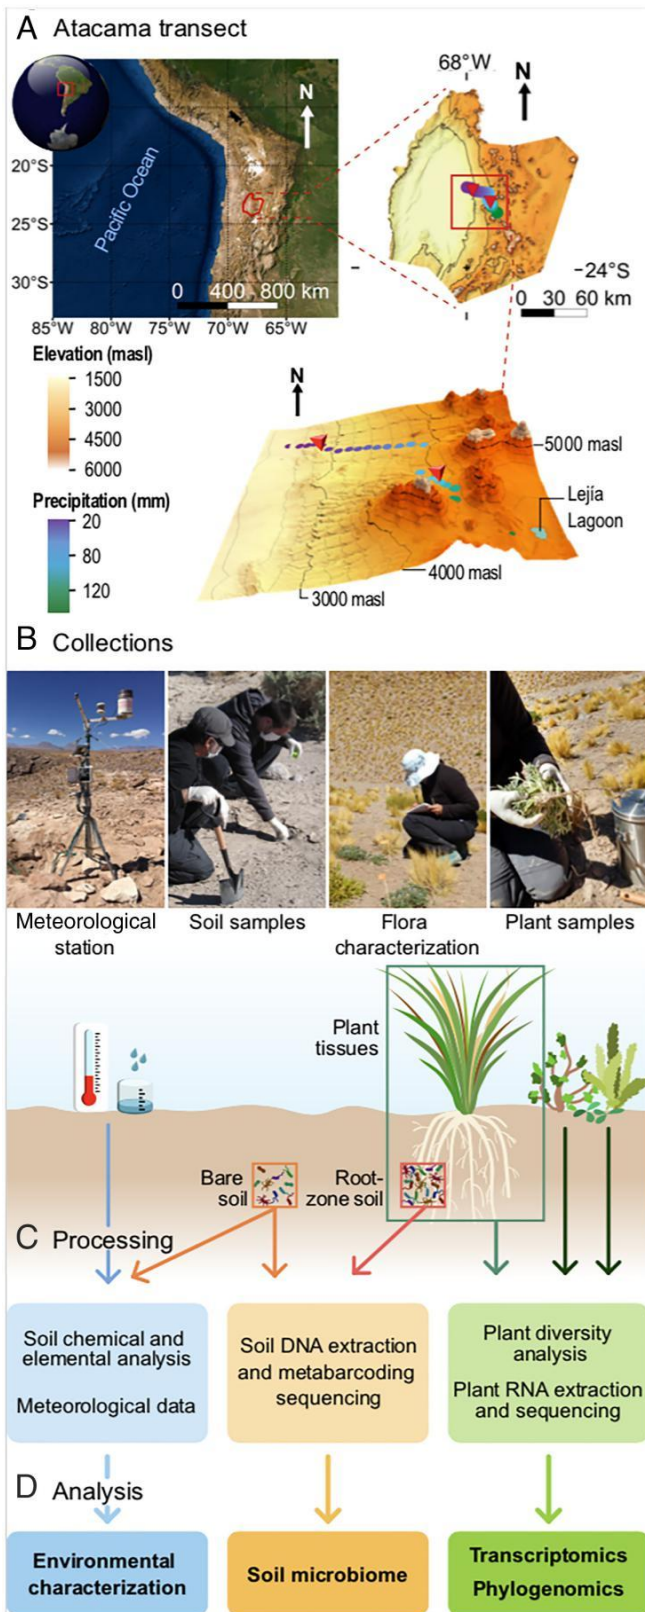 A Atacama transect
68°W
N
N
20°S
Pacific Ocean
25°S
−24°S
30°S
0 400 800 km
0 30 60 km
85°W 80°W 75°W 70°W 65°W
Elevation (masl)
1500
3000
4500
6000
N
5000 masl
Precipitation (mm)
20
80
120
Lejía
Lagoon
4000 masl
3000 masl
B Collections
Meteorological
station
Soil samples
Flora
characterization
Plant samples
Plant
tissues
Bare
soil
Root-
zone soil
C Processing
Soil chemical and
elemental analysis
Meteorological data
Soil DNA extraction
and metabarcoding
sequencing
Plant diversity
analysis
Plant RNA extraction
and sequencing
D Analysis
Environmental
characterization
Soil microbiome
Transcriptomics
Phylogenomics